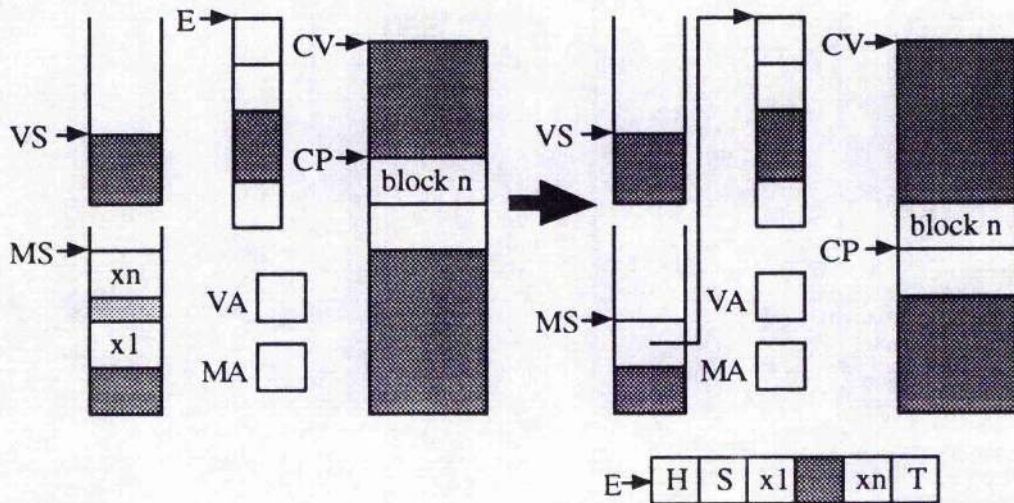 E
CV
VS
CP
block n
MS
xn
x1
VA
MA
CV
VS
block n
CP
VA
MS
MA
E H S x1 xn T